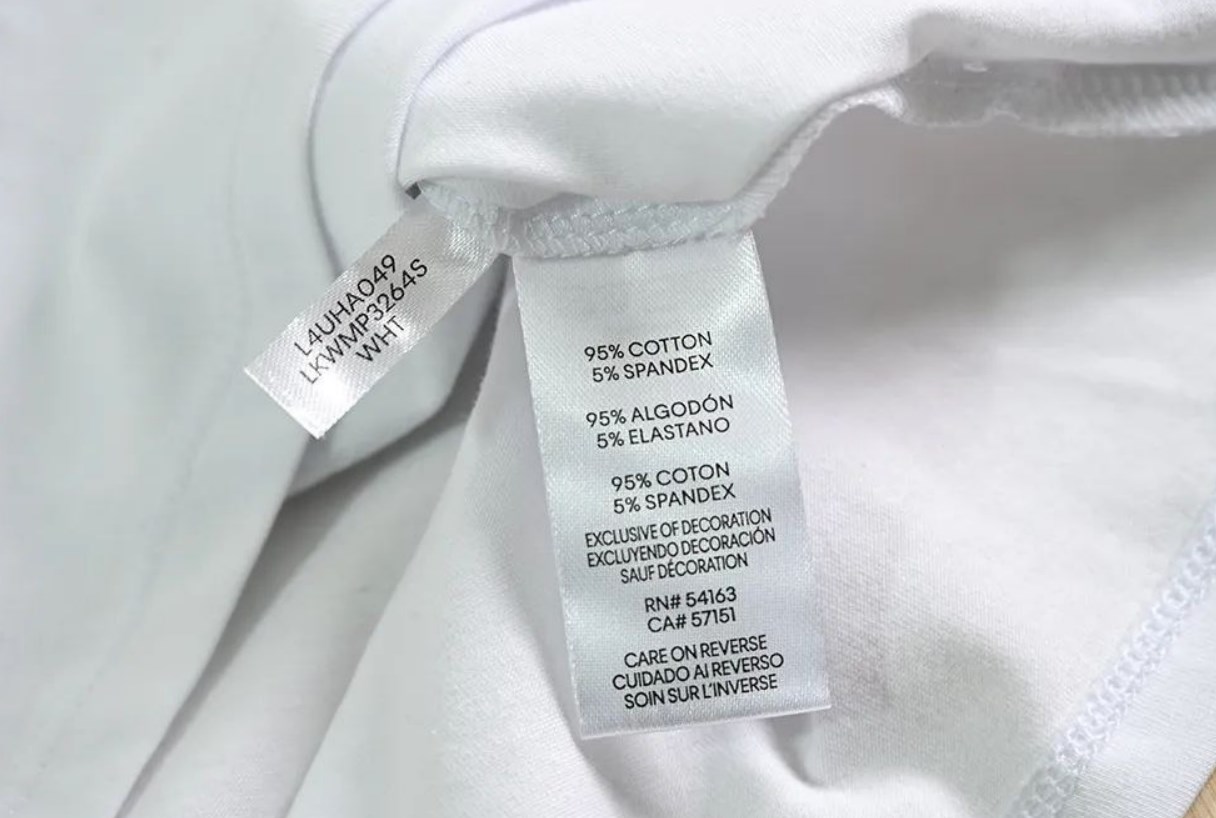 L4UHA049
LKWMP3264S
WHT
95% COTTON
5% SPANDEX
95% ALGODÓN
5% ELASTANO
95% COTON
5% SPANDEX
EXCLUSIVE OF DECORATION
EXCLUYENDO DECORACIÓN
SAUF DÉCORATION
RN# 54163
CA# 57151
CARE ON REVERSE
CUIDADO Al REVERSO
SOIN SUR L'INVERSE